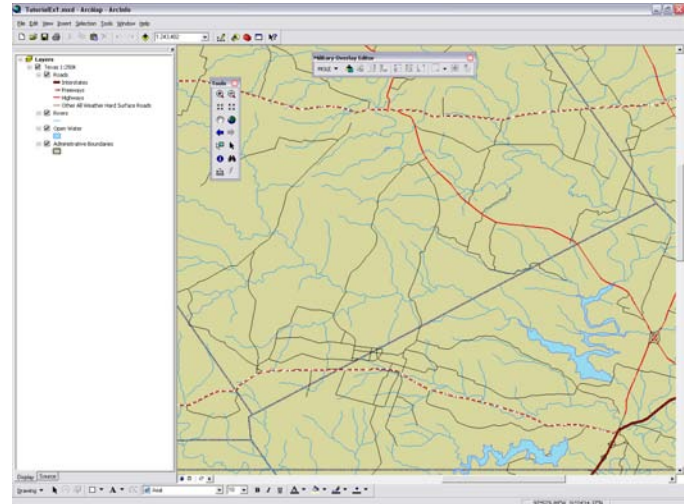 TutorialExT.mxd - ArcMap - ArcInfo
File Edit View Insert Selection Tools Window Help
Military Overlay Editor
MOLE
Tools
Layers
Texas 1:250K
Roads
Interstates
Freeways
Highways
Other All Weather Hard Surface Roads
Rivers
Open Water
Administrative Boundaries
Display Source
Drawing
Arial
10
B I U A